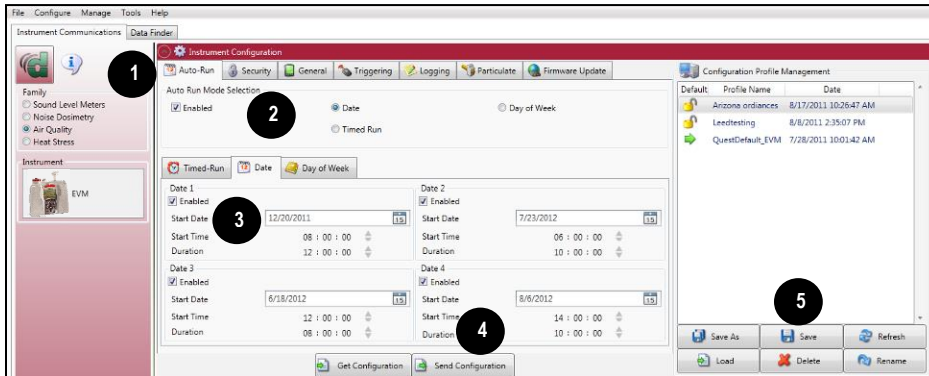 File Configure Manage Tools Help
Instrument Communications Data Finder
1
Instrument Configuration
Family
Sound Level Meters
Noise Dosimetry
Air Quality
Heat Stress
Instrument
EVM
Auto-Run Security General Triggering Logging Particulate Firmware Update
Auto Run Mode Selection
Enabled 2 Date Day of Week
Timed Run
Timed-Run Date Day of Week
Date 1
Enabled
Start Date 3 12/20/2011 15
Start Time 08 : 00 : 00
Duration 12 : 00 : 00
Date 2
Enabled
Start Date 7/23/2012 15
Start Time 06 : 00 : 00
Duration 10 : 00 : 00
Date 3
Enabled
Start Date 6/18/2012 15
Start Time 12 : 00 : 00
Duration 08 : 00 : 00
Date 4
Enabled
Start Date 8/6/2012 15
Start Time 14 : 00 : 00
Duration 4 10 : 00 : 00
Get Configuration Send Configuration
Configuration Profile Management
Default Profile Name Date
Arizona ordiances 8/17/2011 10:26:47 AM
Leedtesting 8/8/2011 2:35:07 PM
QuestDefault_EVM 7/28/2011 10:01:42 AM
5
Save As Save Refresh
Load Delete Rename